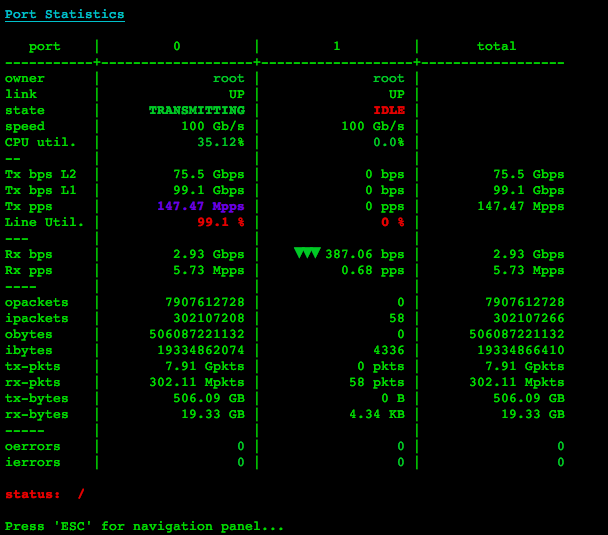 Port Statistics
port | 0 | 1 | total
-----------+-------------------+-------------------+------------------
owner | root | root |
link | UP | UP |
state | TRANSMITTING | IDLE |
speed | 100 Gb/s | 100 Gb/s |
CPU util. | 35.12% | 0.0% |
-- | | |
Tx bps L2 | 75.5 Gbps | 0 bps | 75.5 Gbps
Tx bps L1 | 99.1 Gbps | 0 bps | 99.1 Gbps
Tx pps | 147.47 Mpps | 0 pps | 147.47 Mpps
Line Util. | 99.1 % | 0 % |
--- | | |
Rx bps | 2.93 Gbps | ▼▼▼ 387.06 bps | 2.93 Gbps
Rx pps | 5.73 Mpps | 0.68 pps | 5.73 Mpps
---- | | |
opackets | 7907612728 | 0 | 7907612728
ipackets | 302107208 | 58 | 302107266
obytes | 506087221132 | 0 | 506087221132
ibytes | 19334862074 | 4336 | 19334866410
tx-pkts | 7.91 Gpkts | 0 pkts | 7.91 Gpkts
rx-pkts | 302.11 Mpkts | 58 pkts | 302.11 Mpkts
tx-bytes | 506.09 GB | 0 B | 506.09 GB
rx-bytes | 19.33 GB | 4.34 KB | 19.33 GB
----- | | |
oerrors | 0 | 0 | 0
ierrors | 0 | 0 | 0
status: /
Press 'ESC' for navigation panel...